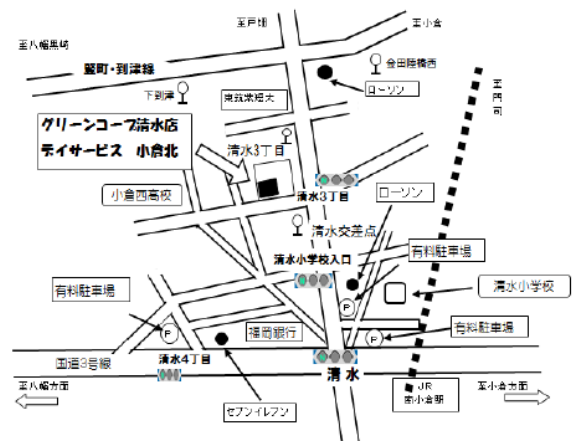 至戸畑
至小倉
至八幡黒崎
竪町・到津線
金田陸橋西
下到津
東筑紫短大
ローソン
至門司
グリーンコープ清水店
デイサービス 小倉北
清水3丁目
小倉西高校
清水3丁目
ローソン
清水交差点
清水小学校入口
有料駐車場
有料駐車場
清水小学校
P
P
福岡銀行
P
有料駐車場
国道3号線
清水4丁目
清水
至八幡方面
セブンイレブン
JR
南小倉駅
至小倉方面